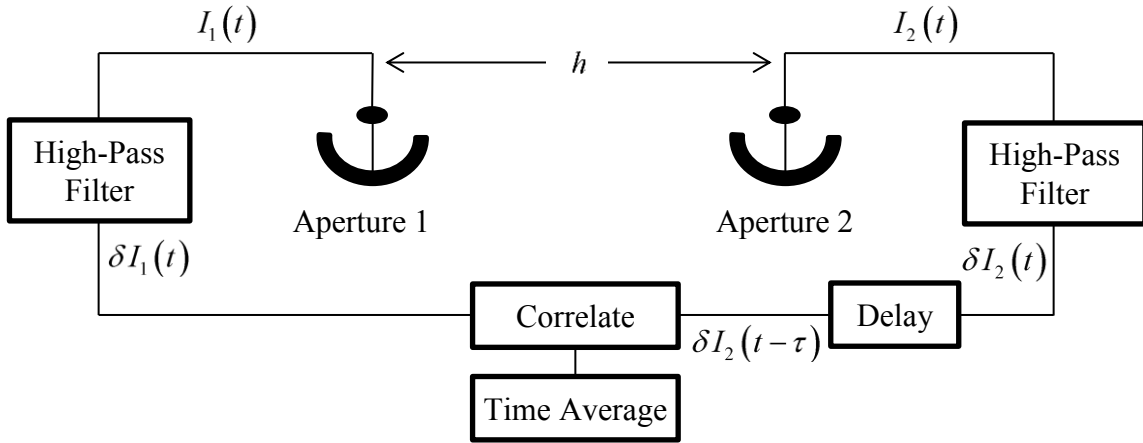 I₁(t)
I₂(t)
h
High-Pass
Filter
High-Pass
Filter
Aperture 1
Aperture 2
δI₁(t)
δI₂(t)
Correlate
δI₂(t−τ)
Delay
Time Average